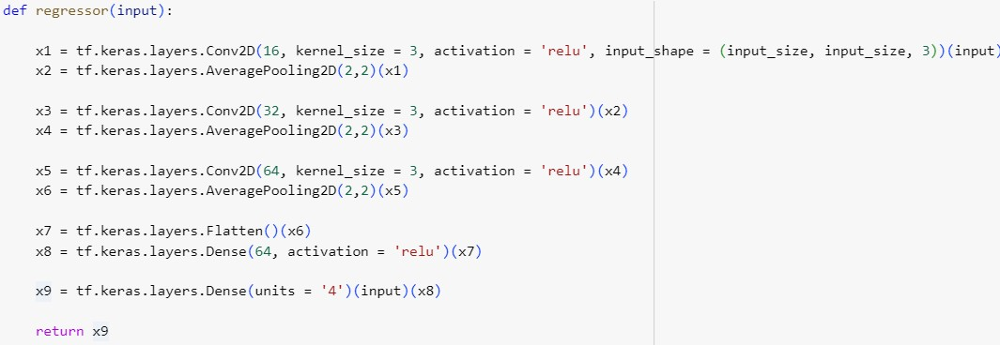 def regressor(input):
x1 = tf.keras.layers.Conv2D(16, kernel_size = 3, activation = 'relu', input_shape = (input_size, input_size, 3))(input)
x2 = tf.keras.layers.AveragePooling2D(2,2)(x1)
x3 = tf.keras.layers.Conv2D(32, kernel_size = 3, activation = 'relu')(x2)
x4 = tf.keras.layers.AveragePooling2D(2,2)(x3)
x5 = tf.keras.layers.Conv2D(64, kernel_size = 3, activation = 'relu')(x4)
x6 = tf.keras.layers.AveragePooling2D(2,2)(x5)
x7 = tf.keras.layers.Flatten()(x6)
x8 = tf.keras.layers.Dense(64, activation = 'relu')(x7)
x9 = tf.keras.layers.Dense(units = '4')(input)(x8)
return x9